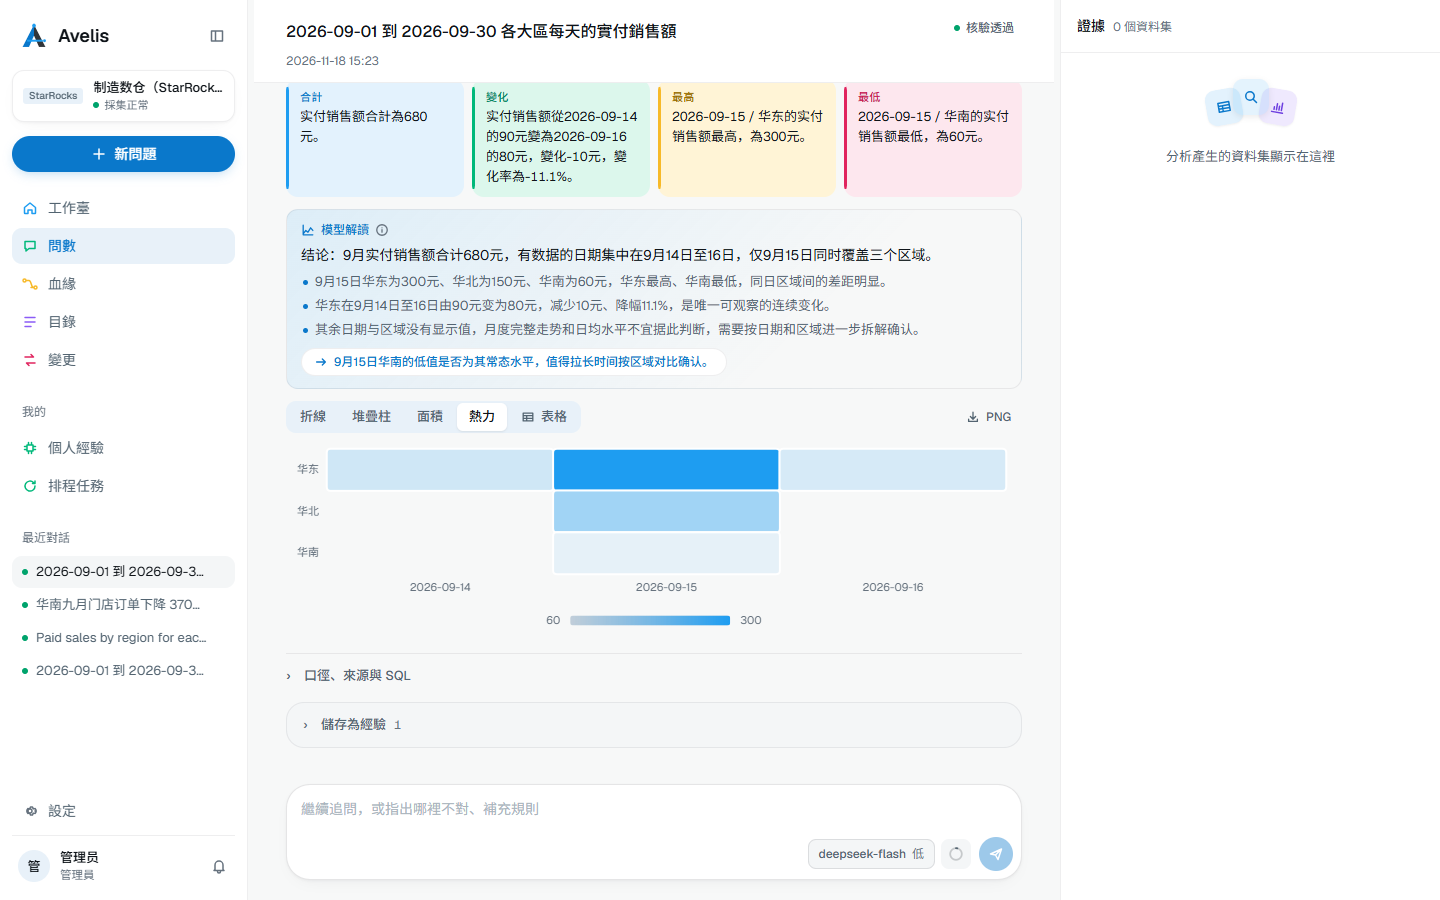 Avelis
StarRocks
制造数仓（StarRock...
採集正常
新問題
工作臺
問數
血緣
目錄
變更
我的
個人經驗
排程任務
最近對話
2026-09-01 到 2026-09-3...
华南九月门店订单下降 370...
Paid sales by region for eac...
2026-09-01 到 2026-09-3...
設定
管
管理员
管理員
2026-09-01 到 2026-09-30 各大區每天的實付銷售額
2026-11-18 15:23
核驗透過
合計
实付销售额合計為680
元。
變化
实付销售额從2026-09-14
的90元變為2026-09-16
的80元，變化-10元，變
化率為-11.1%。
最高
2026-09-15 / 华东的实付
销售额最高，為300元。
最低
2026-09-15 / 华南的实付
销售额最低，為60元。
模型解讀
结论：9月实付销售额合计680元，有数据的日期集中在9月14日至16日，仅9月15日同时覆盖三个区域。
9月15日华东为300元、华北为150元、华南为60元，华东最高、华南最低，同日区域间的差距明显。
华东在9月14日至16日由90元变为80元，减少10元、降幅11.1%，是唯一可观察的连续变化。
其余日期与区域没有显示值，月度完整走势和日均水平不宜据此判断，需要按日期和区域进一步拆解确认。
9月15日华南的低值是否为其常态水平，值得拉长时间按区域对比确认。
折線
堆疊柱
面積
熱力
表格
PNG
华东
华北
华南
2026-09-14
2026-09-15
2026-09-16
60
300
口徑、來源與 SQL
儲存為經驗 1
繼續追問，或指出哪裡不對、補充規則
deepseek-flash 低
證據 0 個資料集
分析產生的資料集顯示在這裡